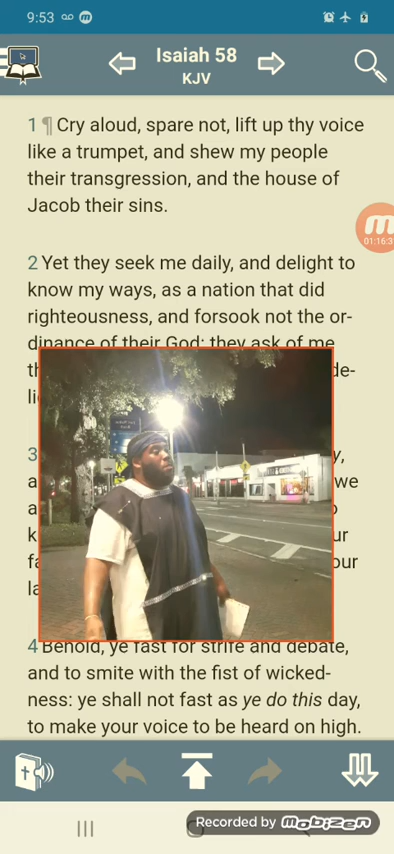 9:53
Isaiah 58
KJV
1 ¶ Cry aloud, spare not, lift up thy voice
like a trumpet, and shew my people
their transgression, and the house of
Jacob their sins.
01:16:3
2 Yet they seek me daily, and delight to
know my ways, as a nation that did
righteousness, and forsook not the or-
dinance of their God: they ask of me
de-
3
we
4 Behold, ye fast for strife and debate,
and to smite with the fist of wicked-
ness: ye shall not fast as ye do this day,
to make your voice to be heard on high.
Recorded by mobizen